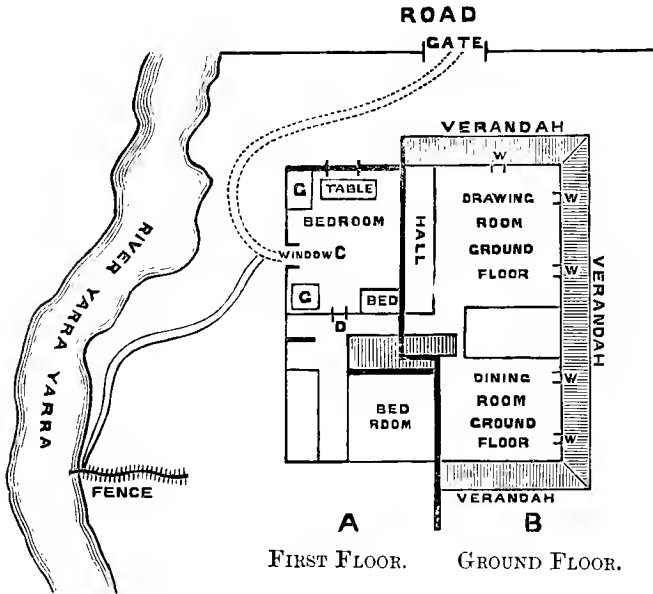 ROAD
GATE
VERANDAH
W
G
TABLE
BEDROOM
HALL
DRAWING
ROOM
GROUND
FLOOR
W
W
WINDOW C
G
BED
D
VERANDAH
RIVER YARRA YARRA
BED
ROOM
DINING
ROOM
GROUND
FLOOR
W
W
FENCE
VERANDAH
A
B
FIRST FLOOR.
GROUND FLOOR.